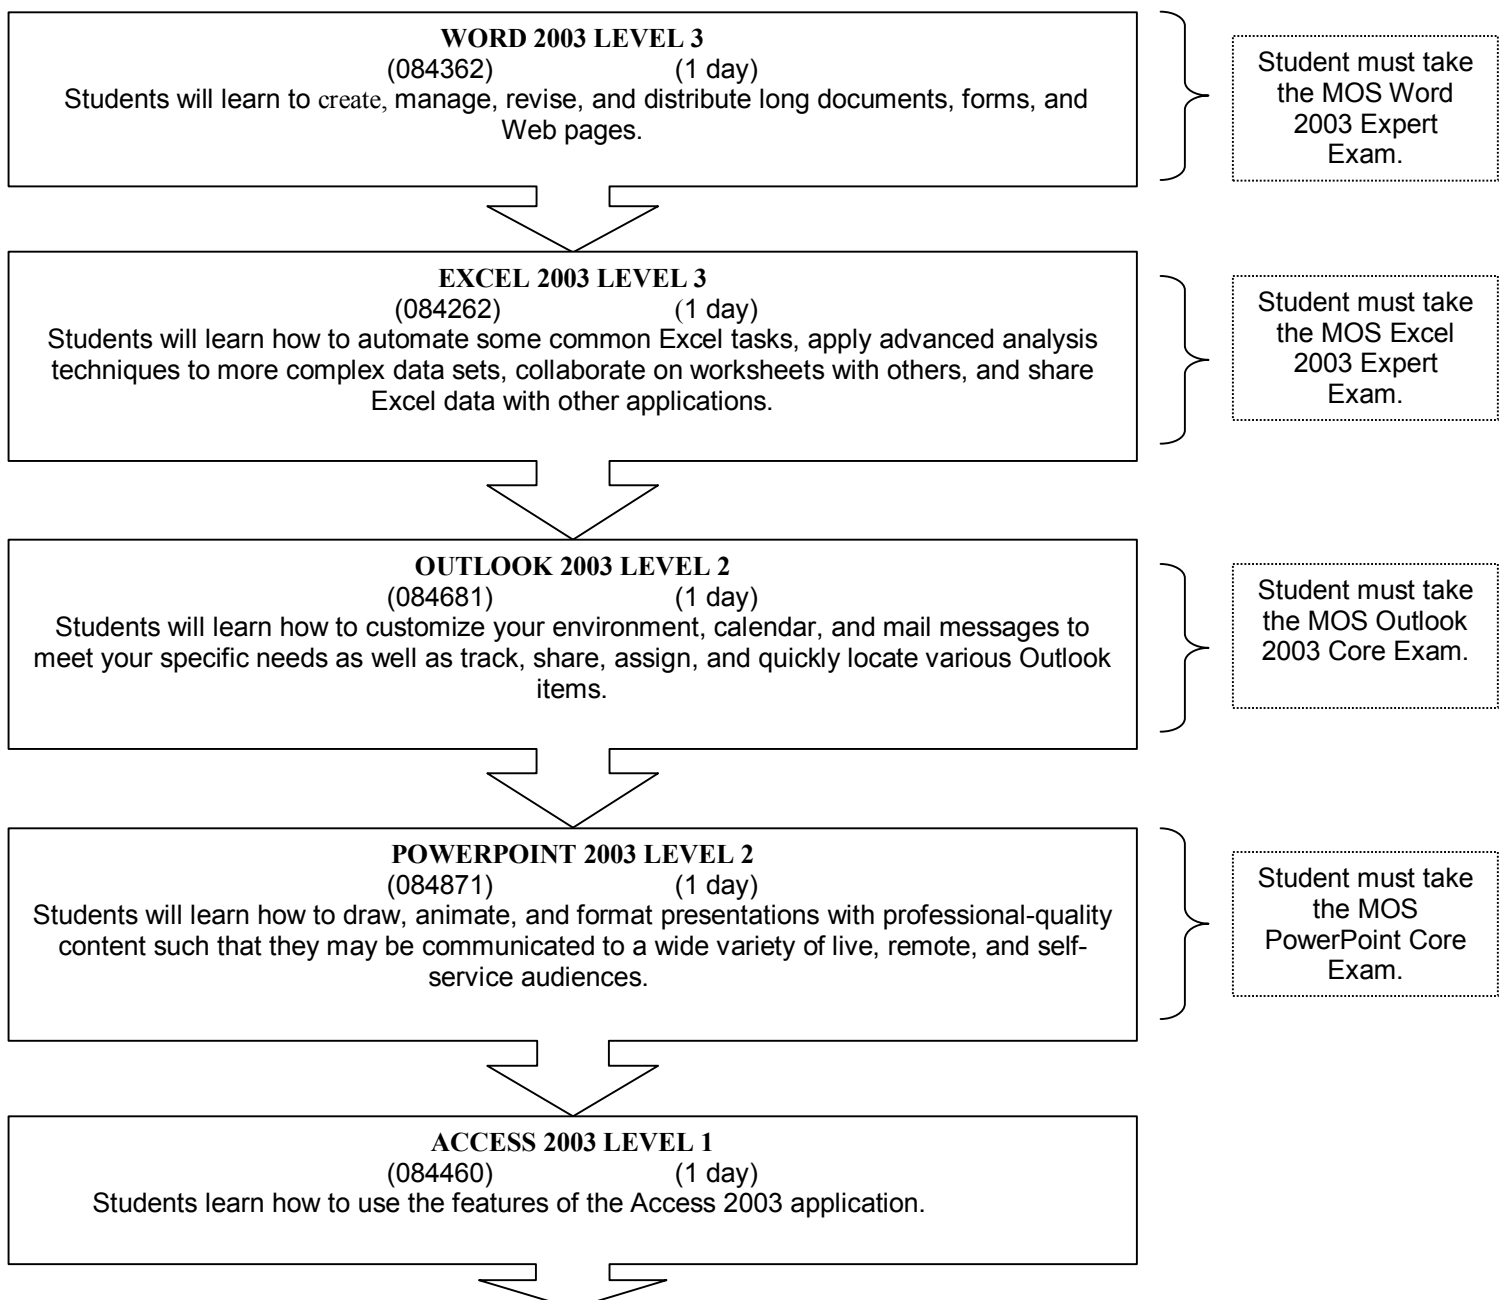 WORD 2003 LEVEL 3
(084362) (1 day)
Students will learn to create, manage, revise, and distribute long documents, forms, and
Web pages.
Student must take
the MOS Word
2003 Expert
Exam.
EXCEL 2003 LEVEL 3
(084262) (1 day)
Students will learn how to automate some common Excel tasks, apply advanced analysis
techniques to more complex data sets, collaborate on worksheets with others, and share
Excel data with other applications.
Student must take
the MOS Excel
2003 Expert
Exam.
OUTLOOK 2003 LEVEL 2
(084681) (1 day)
Students will learn how to customize your environment, calendar, and mail messages to
meet your specific needs as well as track, share, assign, and quickly locate various Outlook
items.
Student must take
the MOS Outlook
2003 Core Exam.
POWERPOINT 2003 LEVEL 2
(084871) (1 day)
Students will learn how to draw, animate, and format presentations with professional-quality
content such that they may be communicated to a wide variety of live, remote, and self-
service audiences.
Student must take
the MOS
PowerPoint Core
Exam.
ACCESS 2003 LEVEL 1
(084460) (1 day)
Students learn how to use the features of the Access 2003 application.